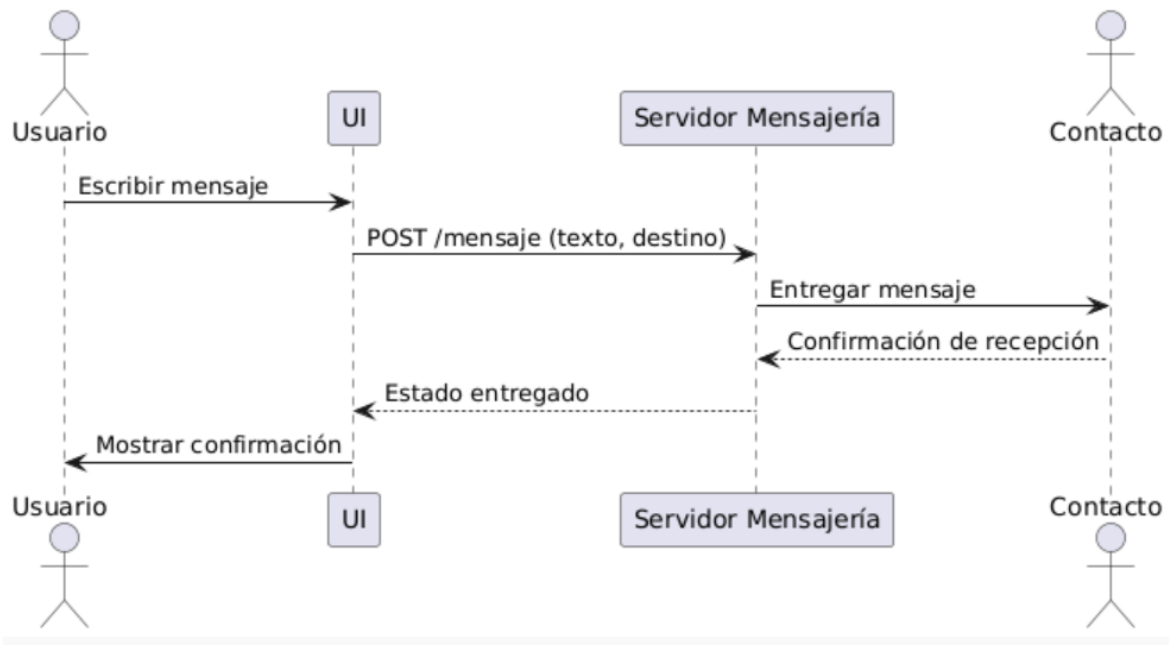 Usuario
UI
Servidor Mensajería
Contacto
Escribir mensaje
POST /mensaje (texto, destino)
Entregar mensaje
Confirmación de recepción
Estado entregado
Mostrar confirmación
Usuario
UI
Servidor Mensajería
Contacto